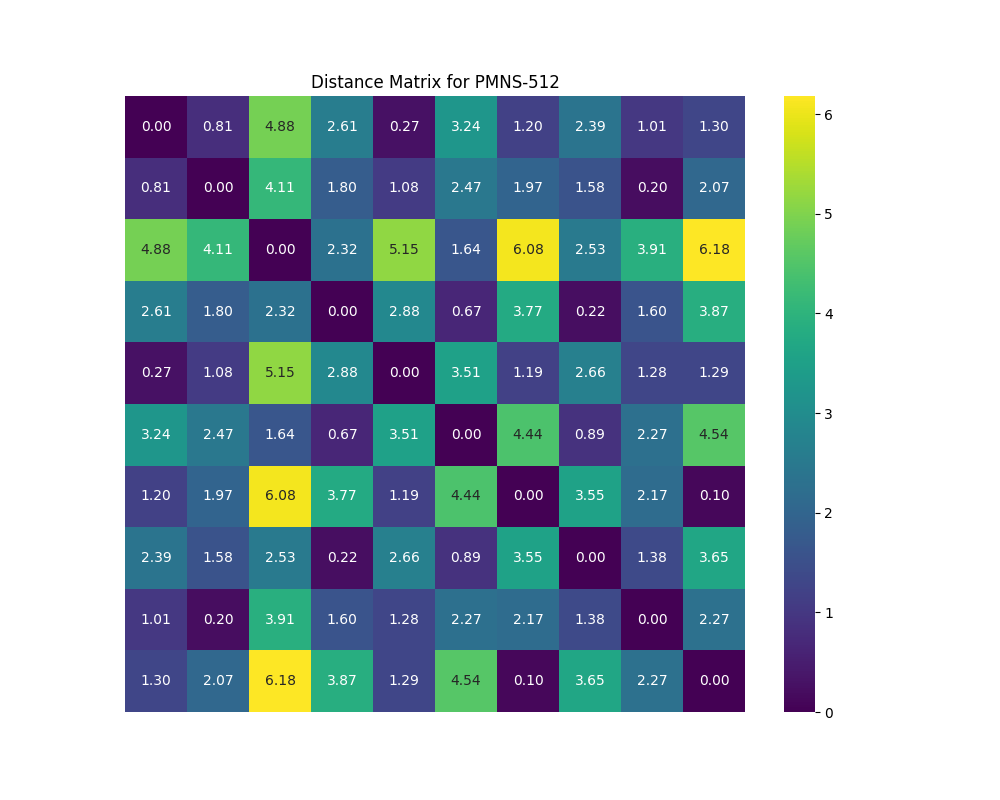 Distance Matrix for PMNS-512
0.00 0.81 4.88 2.61 0.27 3.24 1.20 2.39 1.01 1.30
0.81 0.00 4.11 1.80 1.08 2.47 1.97 1.58 0.20 2.07
4.88 4.11 0.00 2.32 5.15 1.64 6.08 2.53 3.91 6.18
2.61 1.80 2.32 0.00 2.88 0.67 3.77 0.22 1.60 3.87
0.27 1.08 5.15 2.88 0.00 3.51 1.19 2.66 1.28 1.29
3.24 2.47 1.64 0.67 3.51 0.00 4.44 0.89 2.27 4.54
1.20 1.97 6.08 3.77 1.19 4.44 0.00 3.55 2.17 0.10
2.39 1.58 2.53 0.22 2.66 0.89 3.55 0.00 1.38 3.65
1.01 0.20 3.91 1.60 1.28 2.27 2.17 1.38 0.00 2.27
1.30 2.07 6.18 3.87 1.29 4.54 0.10 3.65 2.27 0.00
6
5
4
3
2
1
0